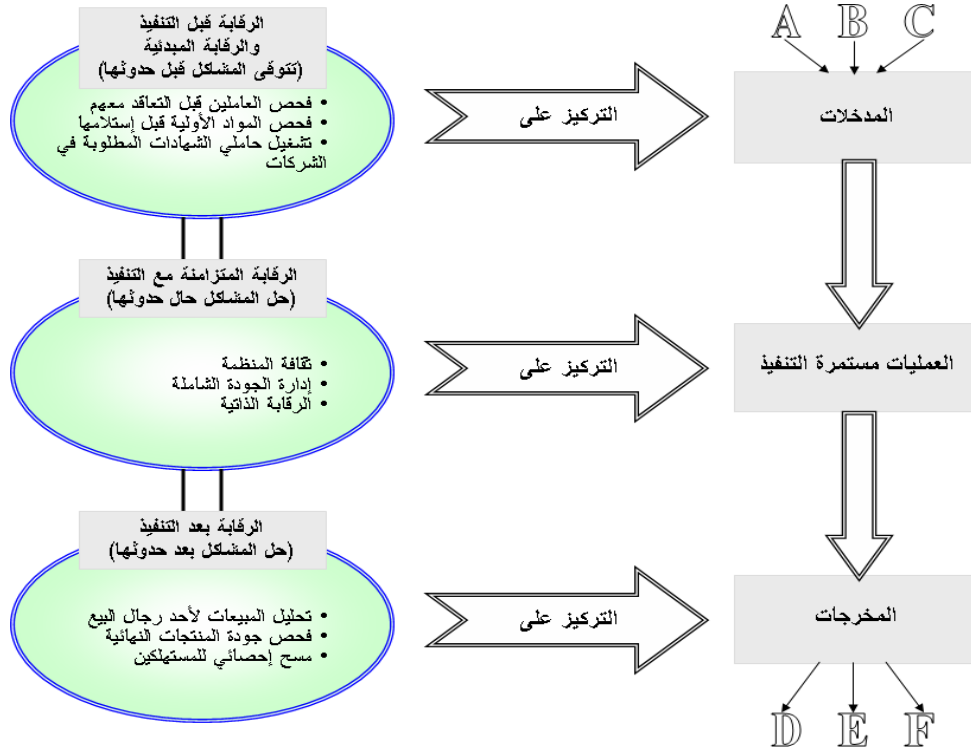 الرقابة قبل التنفيذ
والرقابة المبدئية
(تتوقى المشاكل قبل حدوثها)
• فحص العاملين قبل التعاقد معهم
• فحص المواد الأولية قبل إستلامها
• تشغيل حاملي الشهادات المطلوبة في
الشركات
التركيز على
A B C
المدخلات
الرقابة المتزامنة مع التنفيذ
(حل المشاكل حال حدوثها)
• ثقافة المنظمة
• إدارة الجودة الشاملة
• الرقابة الذاتية
التركيز على
العمليات مستمرة التنفيذ
الرقابة بعد التنفيذ
(حل المشاكل بعد حدوثها)
• تحليل المبيعات لأحد رجال البيع
• فحص جودة المنتجات النهائية
• مسح إحصائي للمستهلكين
التركيز على
المخرجات
D E F